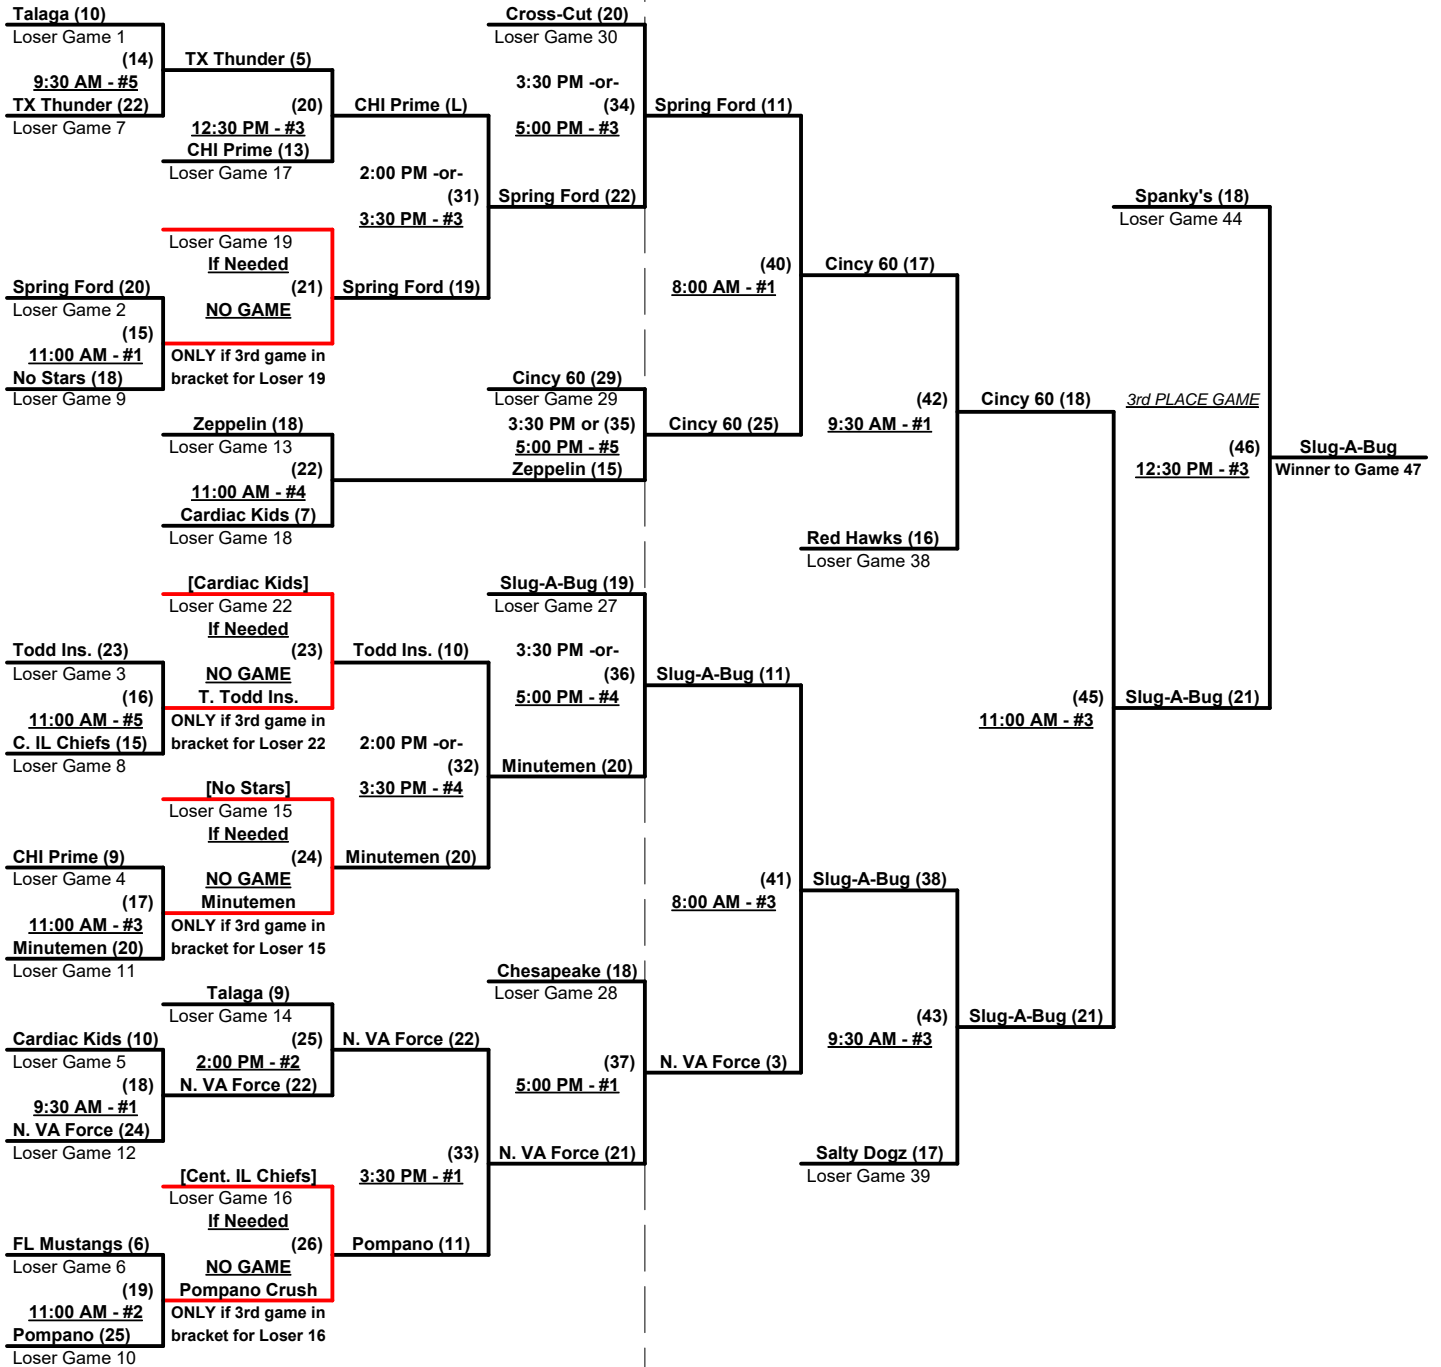 Talaga (10)
Loser Game 1
(14)
9:30 AM - #5
TX Thunder (22)
Loser Game 7
TX Thunder (5)
(20)
12:30 PM - #3
CHI Prime (13)
Loser Game 17
CHI Prime (L)
2:00 PM -or-
(31)
3:30 PM - #3
Loser Game 19
If Needed
(21)
NO GAME
ONLY if 3rd game in
bracket for Loser 19
Spring Ford (20)
Loser Game 2
(15)
11:00 AM - #1
No Stars (18)
Loser Game 9
Spring Ford (19)
Cross-Cut (20)
Loser Game 30
3:30 PM -or-
(34)
5:00 PM - #3
Spring Ford (22)
Spring Ford (11)
(40)
8:00 AM - #1
Zeppelin (18)
Loser Game 13
(22)
11:00 AM - #4
Cardiac Kids (7)
Loser Game 18
Cincy 60 (29)
Loser Game 29
3:30 PM or (35)
5:00 PM - #5
Zeppelin (15)
Cincy 60 (25)
Cincy 60 (17)
(42)
9:30 AM - #1
Red Hawks (16)
Loser Game 38
Cincy 60 (18)
[Cardiac Kids]
Loser Game 22
If Needed
(23)
NO GAME
T. Todd Ins.
ONLY if 3rd game in
bracket for Loser 22
Todd Ins. (23)
Loser Game 3
(16)
11:00 AM - #5
C. IL Chiefs (15)
Loser Game 8
Todd Ins. (10)
2:00 PM -or-
(32)
3:30 PM - #4
[No Stars]
Loser Game 15
If Needed
(24)
NO GAME
Minutemen
ONLY if 3rd game in
bracket for Loser 15
CHI Prime (9)
Loser Game 4
(17)
11:00 AM - #3
Minutemen (20)
Loser Game 11
Minutemen (20)
Slug-A-Bug (19)
Loser Game 27
3:30 PM -or-
(36)
5:00 PM - #4
Minutemen (20)
Slug-A-Bug (11)
(41)
8:00 AM - #3
Talaga (9)
Loser Game 14
(25)
2:00 PM - #2
N. VA Force (22)
Cardiac Kids (10)
Loser Game 5
(18)
9:30 AM - #1
N. VA Force (24)
Loser Game 12
N. VA Force (22)
(33)
3:30 PM - #1
[Cent. IL Chiefs]
Loser Game 16
If Needed
(26)
NO GAME
Pompano Crush
ONLY if 3rd game in
bracket for Loser 16
FL Mustangs (6)
Loser Game 6
(19)
11:00 AM - #2
Pompano (25)
Loser Game 10
Pompano (11)
Chesapeake (18)
Loser Game 28
(37)
5:00 PM - #1
N. VA Force (21)
N. VA Force (3)
Slug-A-Bug (38)
(43)
9:30 AM - #3
Salty Dogz (17)
Loser Game 39
Slug-A-Bug (21)
(45)
11:00 AM - #3
Spanky's (18)
Loser Game 44
3rd PLACE GAME
(46)
12:30 PM - #3
Slug-A-Bug (21)
Slug-A-Bug
Winner to Game 47